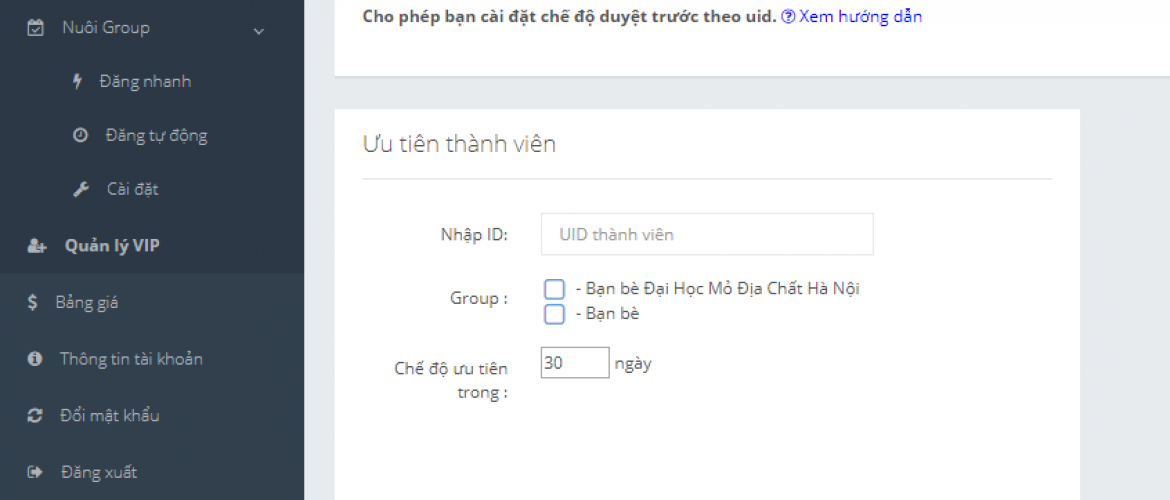 Nuôi Group
Đăng nhanh
Đăng tự động
Cài đặt
Quản lý VIP
Bảng giá
Thông tin tài khoản
Đổi mật khẩu
Đăng xuất
Cho phép bạn cài đặt chế độ duyệt trước theo uid. Xem hướng dẫn
Ưu tiên thành viên
Nhập ID: UID thành viên
Group : - Bạn bè Đại Học Mỏ Địa Chất Hà Nội
- Bạn bè
Chế độ ưu tiên trong : 30 ngày